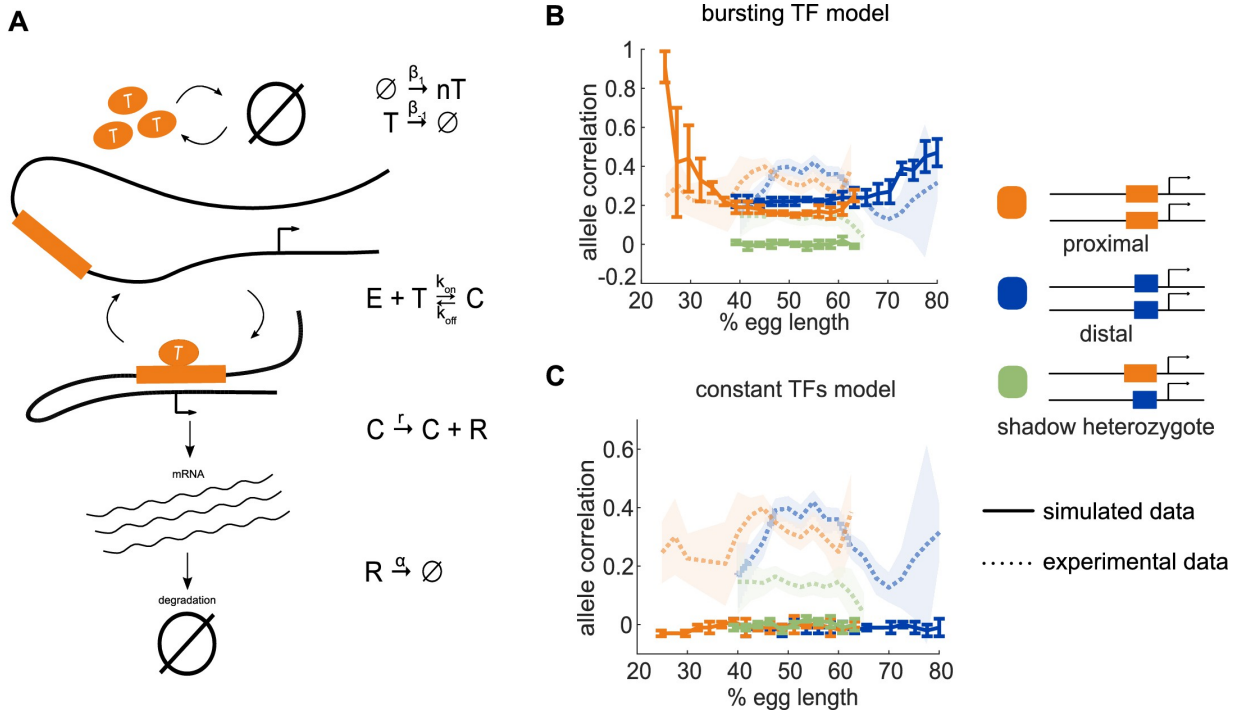 A
T
T
T
∅ β₁→ nT
T β₋₁→ ∅
E + T kon⇌koff C
T
C r→ C + R
mRNA
R α→ ∅
degradation
B
bursting TF model
allele correlation
1
0.8
0.6
0.4
0.2
0
-0.2
20 30 40 50 60 70 80
% egg length
C
constant TFs model
allele correlation
0.6
0.4
0.2
0
20 30 40 50 60 70 80
% egg length
proximal
distal
shadow heterozygote
simulated data
experimental data